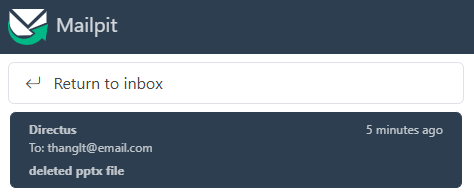 Mailpit
Return to inbox
Directus 5 minutes ago
To: thanglt@email.com
deleted pptx file